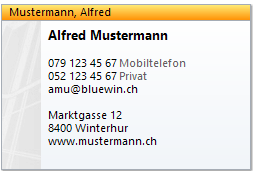 Mustermann, Alfred
Alfred Mustermann
079 123 45 67 Mobiltelefon
052 123 45 67 Privat
amu@bluewin.ch
Marktgasse 12
8400 Winterhur
www.mustermann.ch